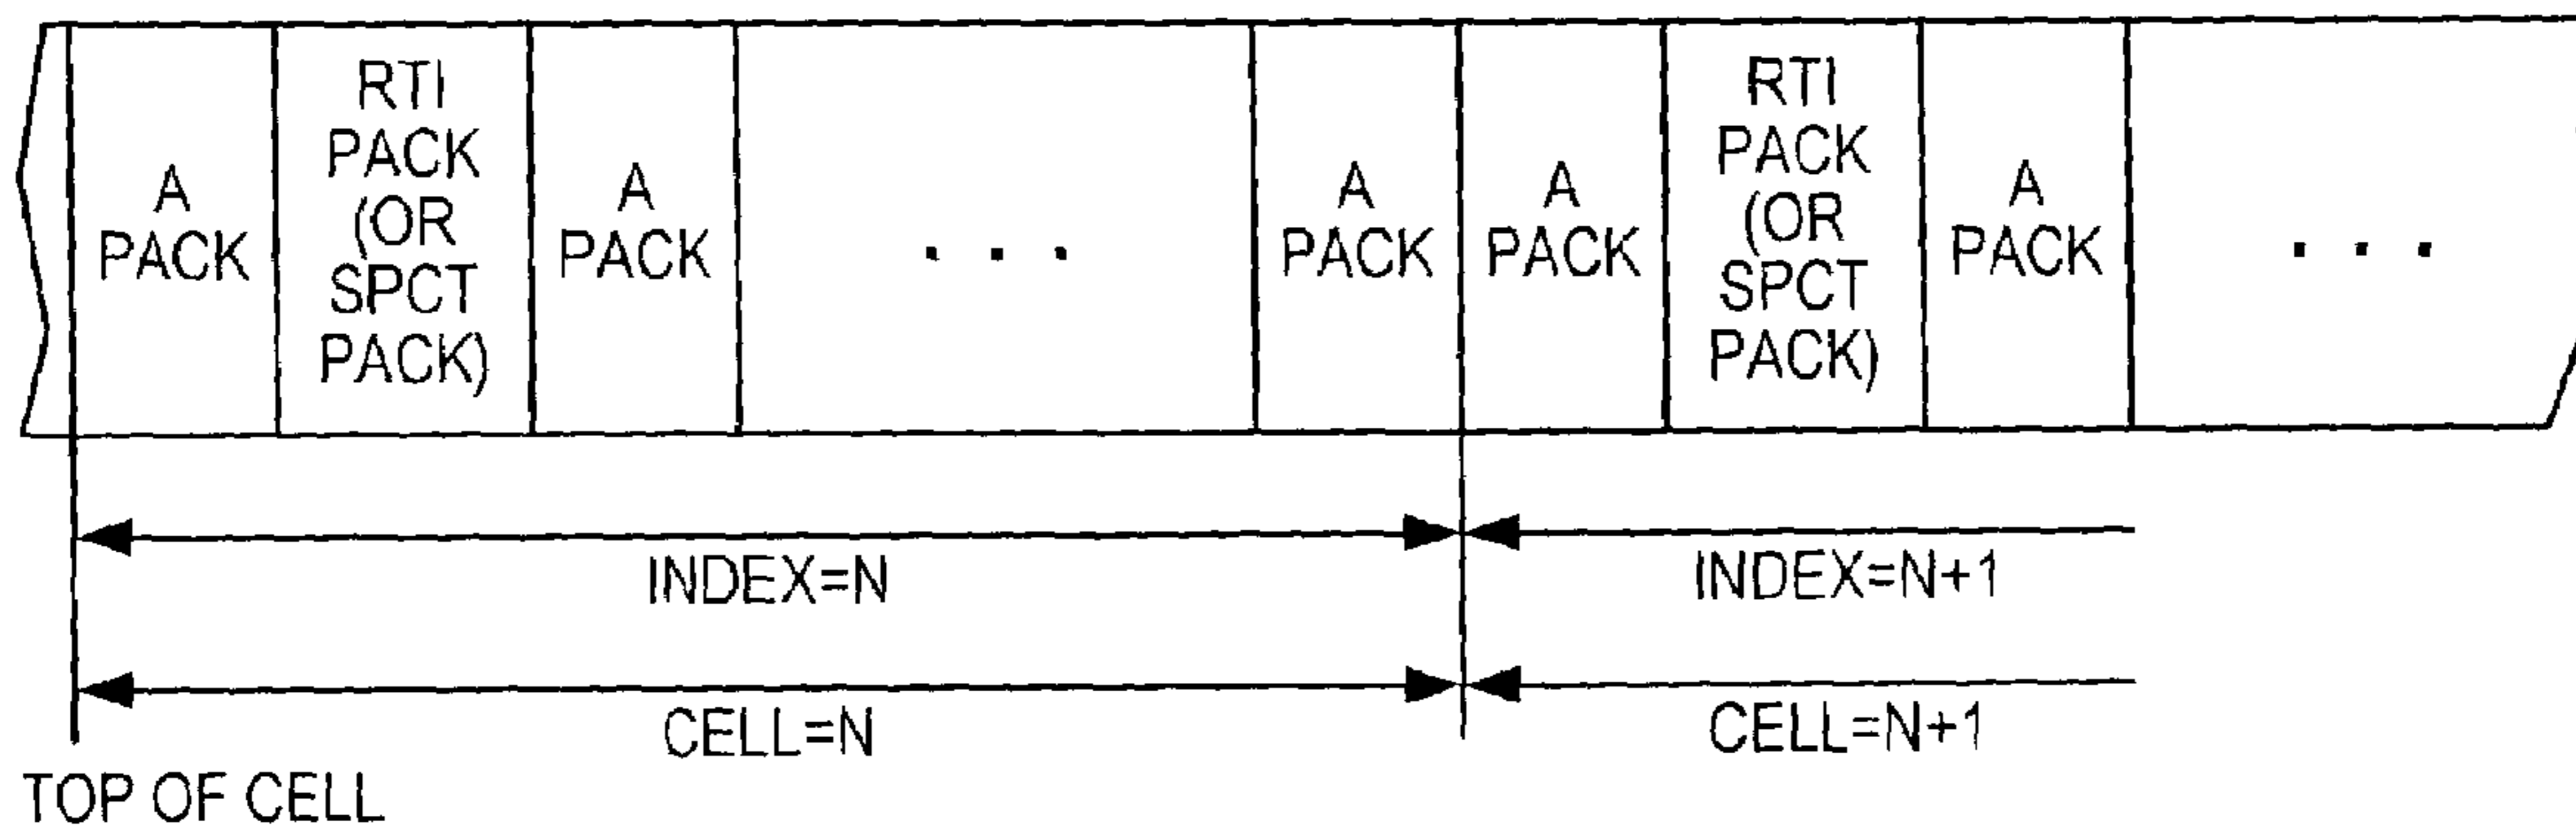 A
PACK
RTI
PACK
(OR
SPCT
PACK)
A
PACK
. . .
A
PACK
A
PACK
RTI
PACK
(OR
SPCT
PACK)
A
PACK
. . .
INDEX=N
INDEX=N+1
CELL=N
CELL=N+1
TOP OF CELL